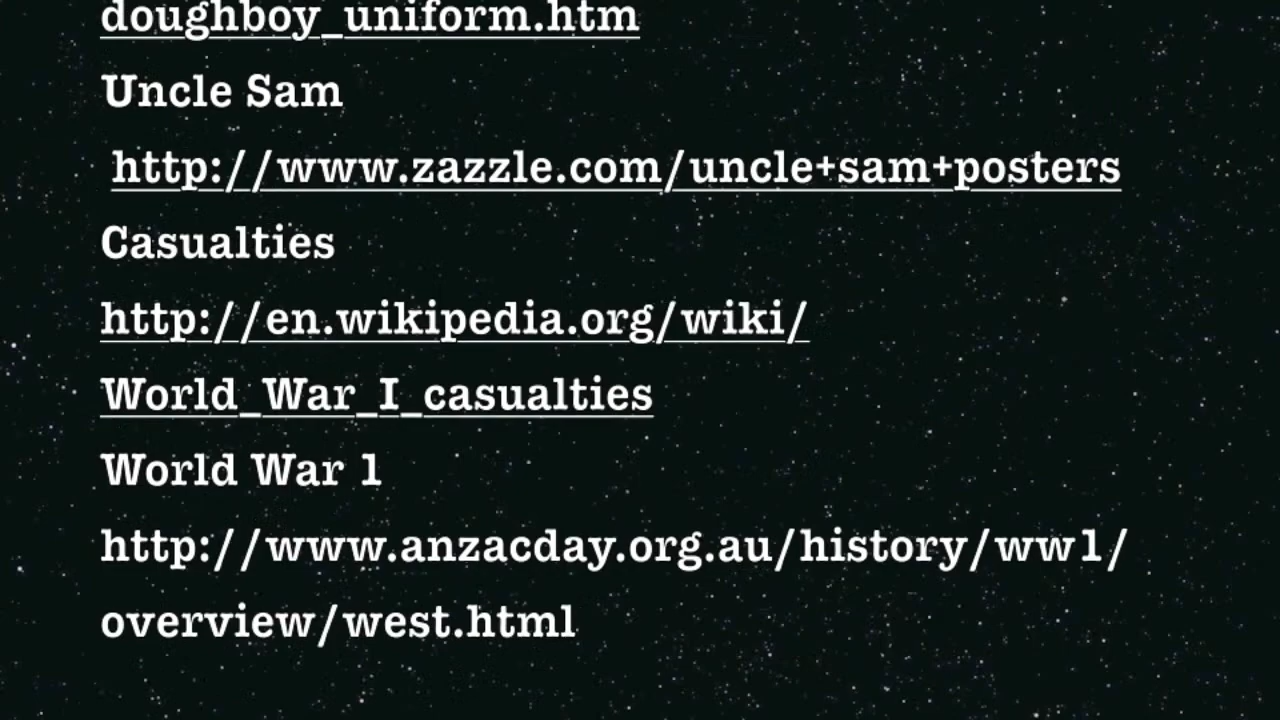 doughboy_uniform.htm
Uncle Sam
http://www.zazzle.com/uncle+sam+posters
Casualties
http://en.wikipedia.org/wiki/
World_War_I_casualties
World War 1
http://www.anzacday.org.au/history/ww1/
overview/west.html